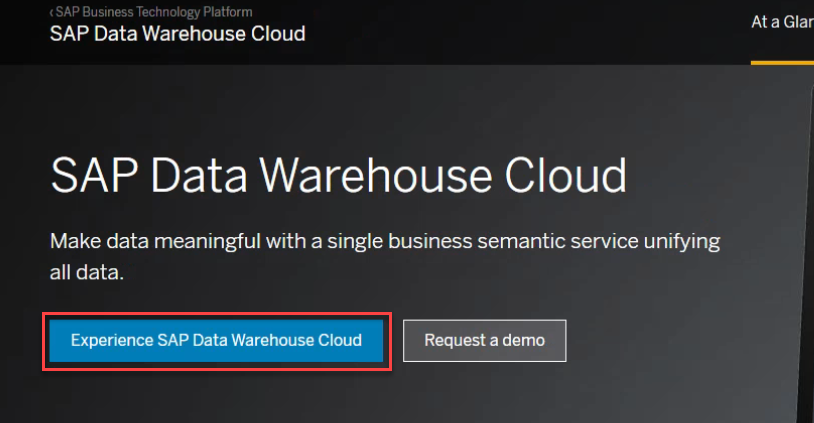 ‹ SAP Business Technology Platform
SAP Data Warehouse Cloud
At a Glan
SAP Data Warehouse Cloud
Make data meaningful with a single business semantic service unifying
all data.
Experience SAP Data Warehouse Cloud
Request a demo